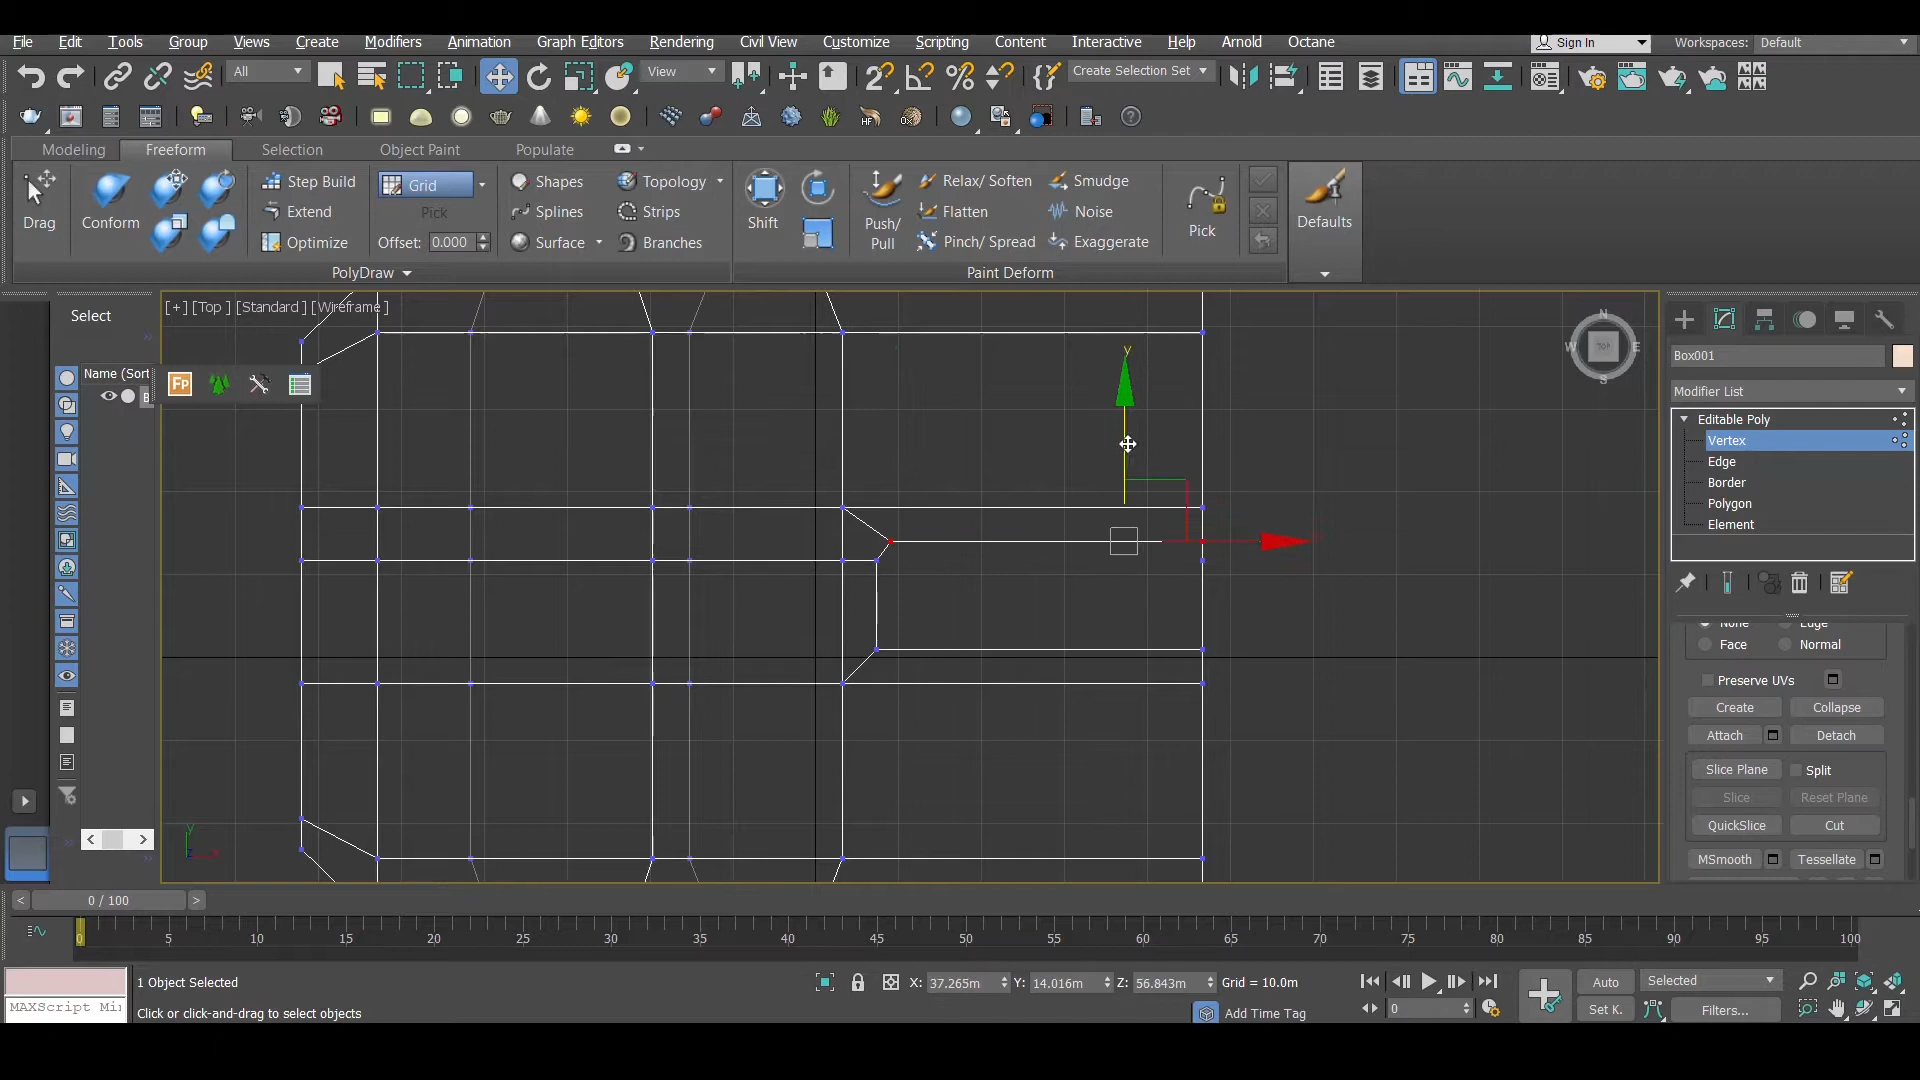 File Edit Tools Group Views Create Modifiers Animation Graph Editors Rendering Civil View Customize Scripting Content Interactive Help Arnold Octane Sign In Workspaces: Default
All View Create Selection Set
HF
Modeling Freeform Selection Object Paint Populate
Drag Conform Step Build Extend Optimize
Grid Pick Offset: 0.000
Shapes Splines Surface Topology Strips Branches
PolyDraw
Shift Push/ Pull Relax/ Soften Flatten Pinch/ Spread Smudge Noise Exaggerate Pick
Paint Deform
Defaults
Select
[+] [Top ] [Standard ] [Wireframe ]
Name (Sort
Fp
y
N
W TOP E
S
Box001
Modifier List
Editable Poly
Vertex
Edge
Border
Polygon
Element
None Edge
Face Normal
Preserve UVs
Create Collapse
Attach Detach
Slice Plane Split
Slice Reset Plane
QuickSlice Cut
MSmooth Tessellate
y
x
< 0 / 100 >
0 5 10 15 20 25 30 35 40 45 50 55 60 65 70 75 80 85 90 95 100
1 Object Selected
X: 37.265m Y: 14.016m Z: 56.843m Grid = 10.0m
Auto Selected
MAXScript Mi
Click or click-and-drag to select objects
Add Time Tag
0
Set K. Filters...